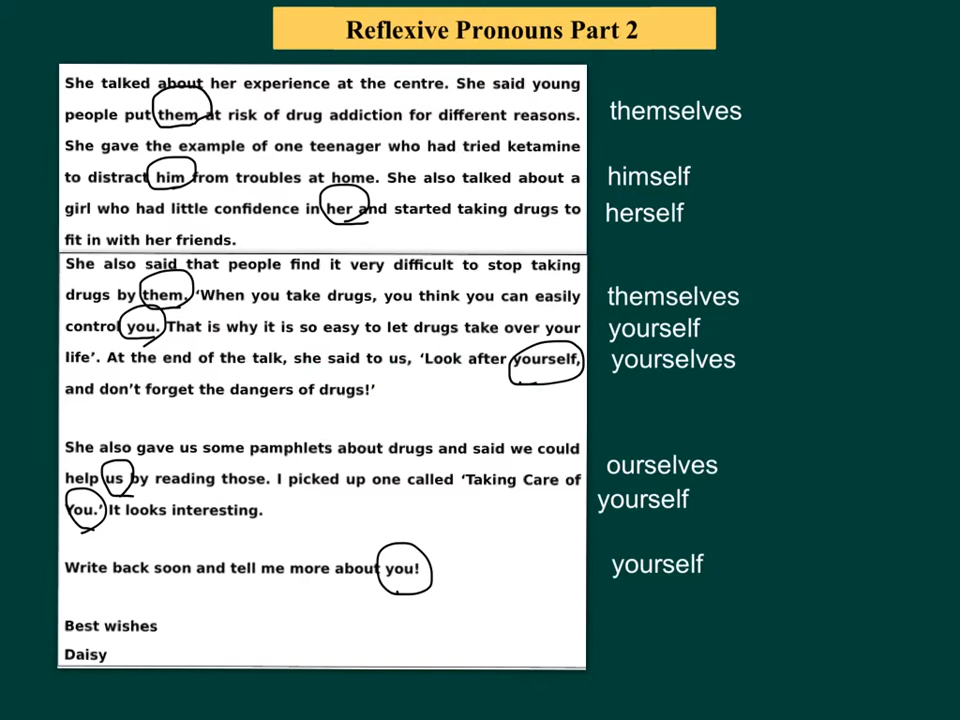 Reflexive Pronouns Part 2
She talked about her experience at the centre. She said young
people put them at risk of drug addiction for different reasons.
She gave the example of one teenager who had tried ketamine
to distract him from troubles at home. She also talked about a
girl who had little confidence in her and started taking drugs to
fit in with her friends.
She also said that people find it very difficult to stop taking
drugs by them. ‘When you take drugs, you think you can easily
control you. That is why it is so easy to let drugs take over your
life’. At the end of the talk, she said to us, ‘Look after yourself,
and don’t forget the dangers of drugs!’
She also gave us some pamphlets about drugs and said we could
help us by reading those. I picked up one called ‘Taking Care of
You.’ It looks interesting.
Write back soon and tell me more about you!
Best wishes
Daisy
themselves
himself
herself
themselves
yourself
yourselves
ourselves
yourself
yourself